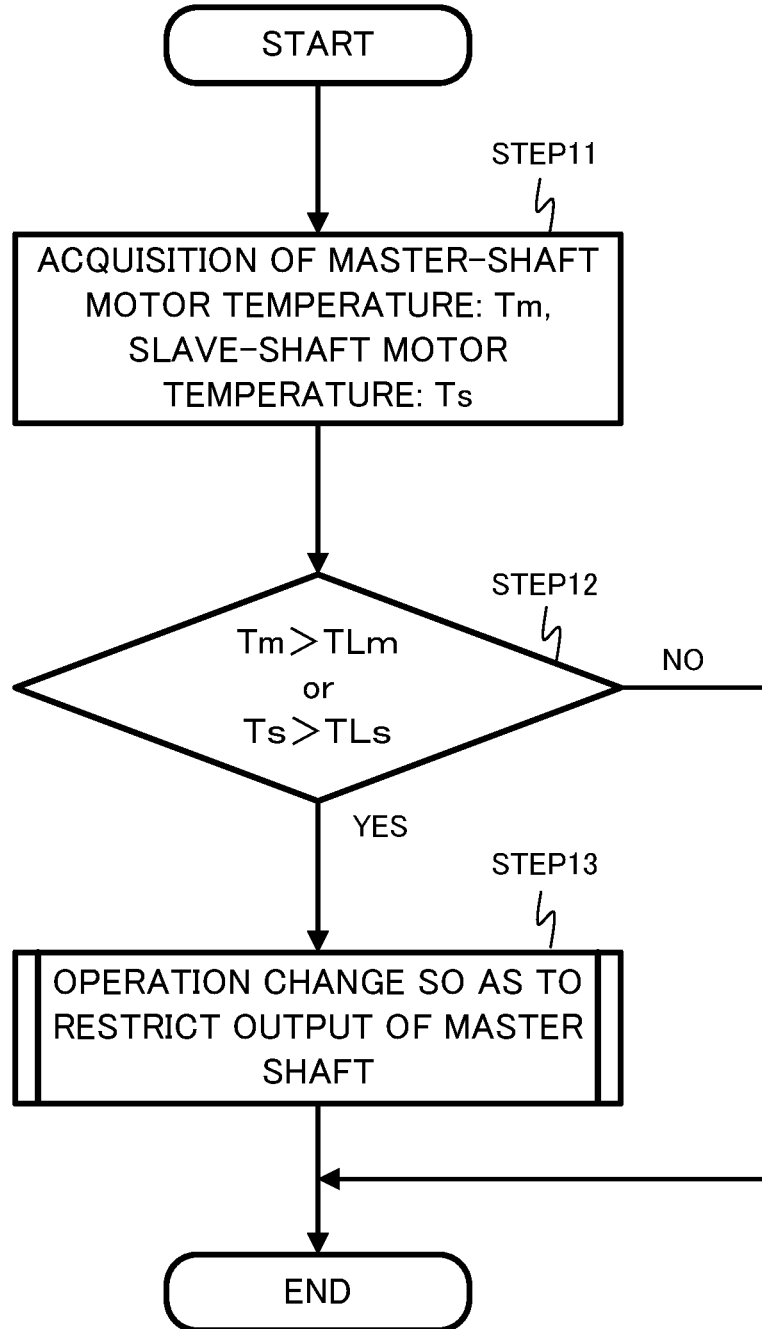 START
STEP11
ACQUISITION OF MASTER-SHAFT
MOTOR TEMPERATURE: Tm,
SLAVE-SHAFT MOTOR
TEMPERATURE: Ts
STEP12
Tm>TLm
or
Ts>TLs
NO
YES
STEP13
OPERATION CHANGE SO AS TO
RESTRICT OUTPUT OF MASTER
SHAFT
END